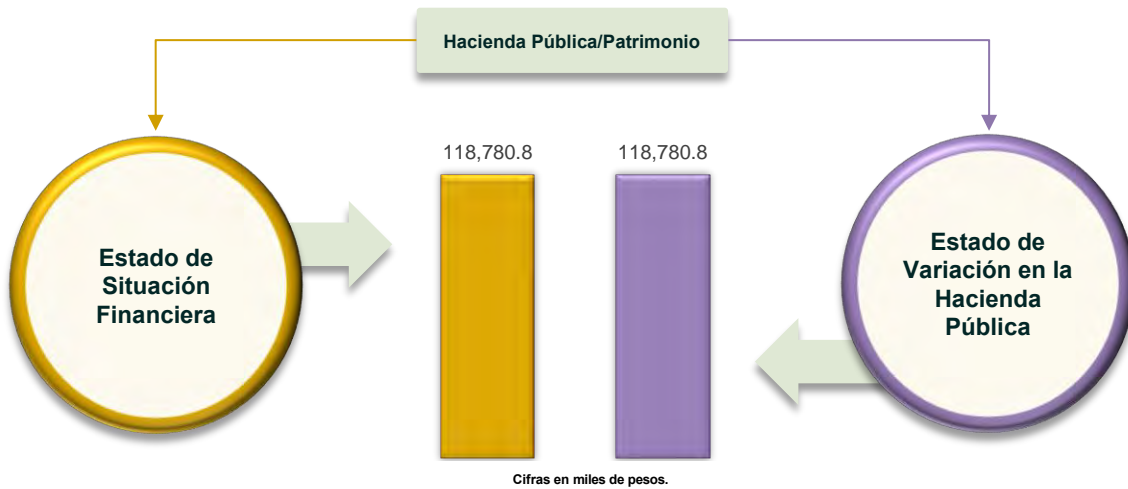 Hacienda Pública/Patrimonio
118,780.8
118,780.8
Estado de
Situación
Financiera
Estado de
Variación en la
Hacienda
Pública
Cifras en miles de pesos.